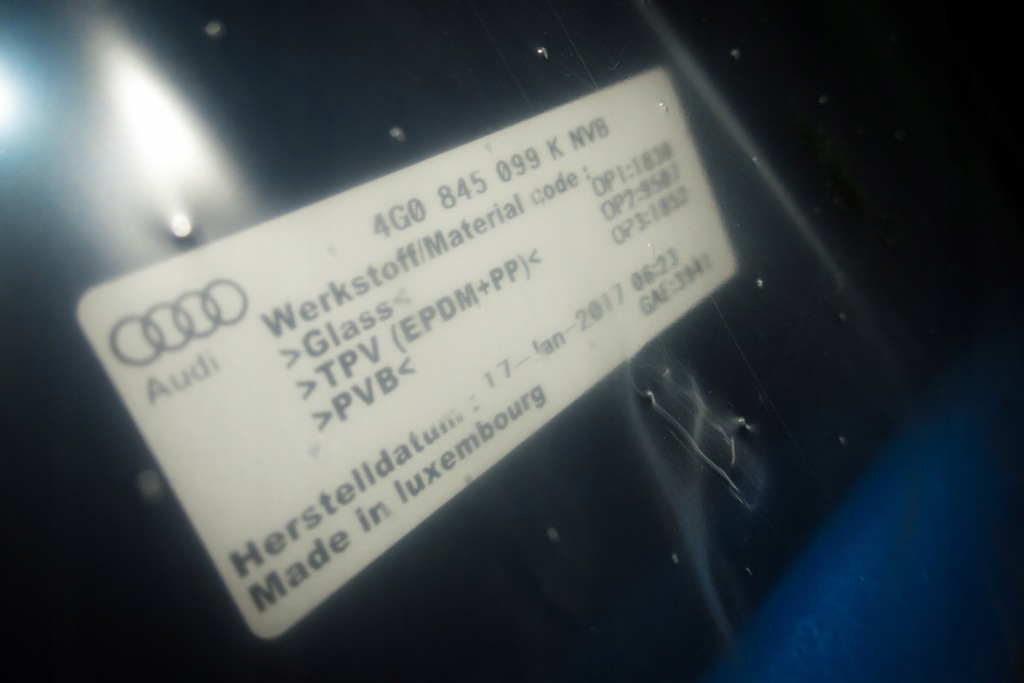 4G0 845 099 K NVB
Werkstoff/Material code:
>Glass<
>TPV (EPDM+PP)<
>PVB<
OP1:1830
OP3:1852
Audi
Herstelldatum: 17-Jan-2017 06:23
Made in luxembourg